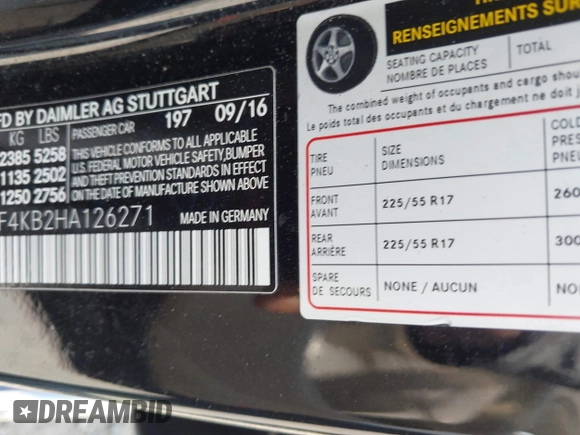 MFD BY DAIMLER AG STUTTGART
KG LBS
2385 5258
1135 2502
1250 2756
PASSENGER CAR 197 09/16
THIS VEHICLE CONFORMS TO ALL APPLICABLE
U.S. FEDERAL MOTOR VEHICLE SAFETY, BUMPER
AND THEFT PREVENTION STANDARDS IN EFFECT
ON THE DATE OF MANUFACTURE SHOWN ABOVE.
F4KB2HA126271
MADE IN GERMANY
RENSEIGNEMENTS SUR
SEATING CAPACITY
NOMBRE DE PLACES
TOTAL
The combined weight of occupants and cargo shou
Le poids total des occupants et du chargement ne doit j
TIRE
PNEU
SIZE
DIMENSIONS
COLD
PRES
PNEU
FRONT
AVANT
225/55 R17
260
REAR
ARRIÈRE
225/55 R17
300
SPARE
DE SECOURS
NONE / AUCUN
NO
DREAMBID